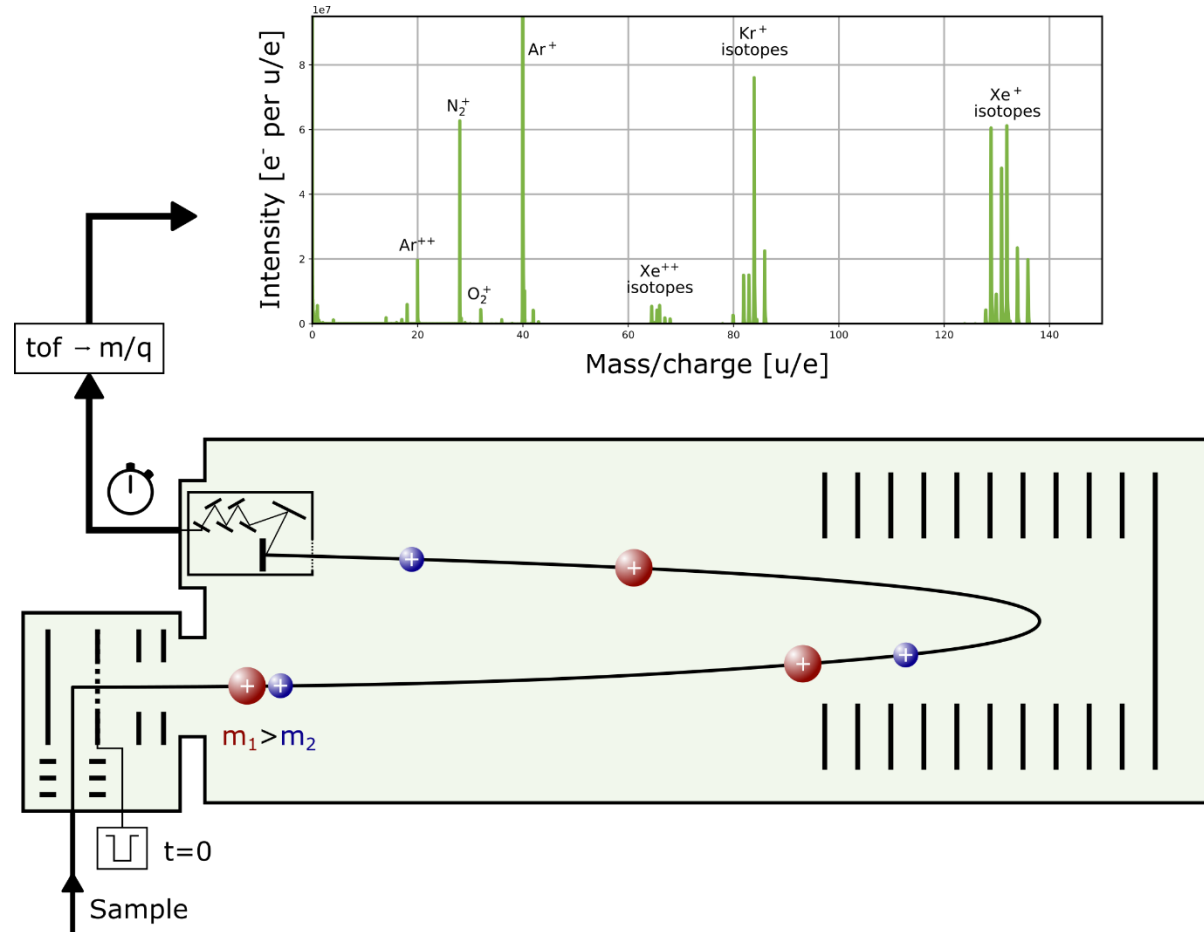 1e7
Intensity [e⁻ per u/e]
8
6
4
2
0
Ar⁺
Kr⁺
isotopes
Xe⁺
isotopes
N₂⁺
Ar⁺⁺
O₂⁺
Xe⁺⁺
isotopes
0 20 40 60 80 100 120 140
Mass/charge [u/e]
tof → m/q
+ +
+ +
+ +
m₁>m₂
t=0
Sample